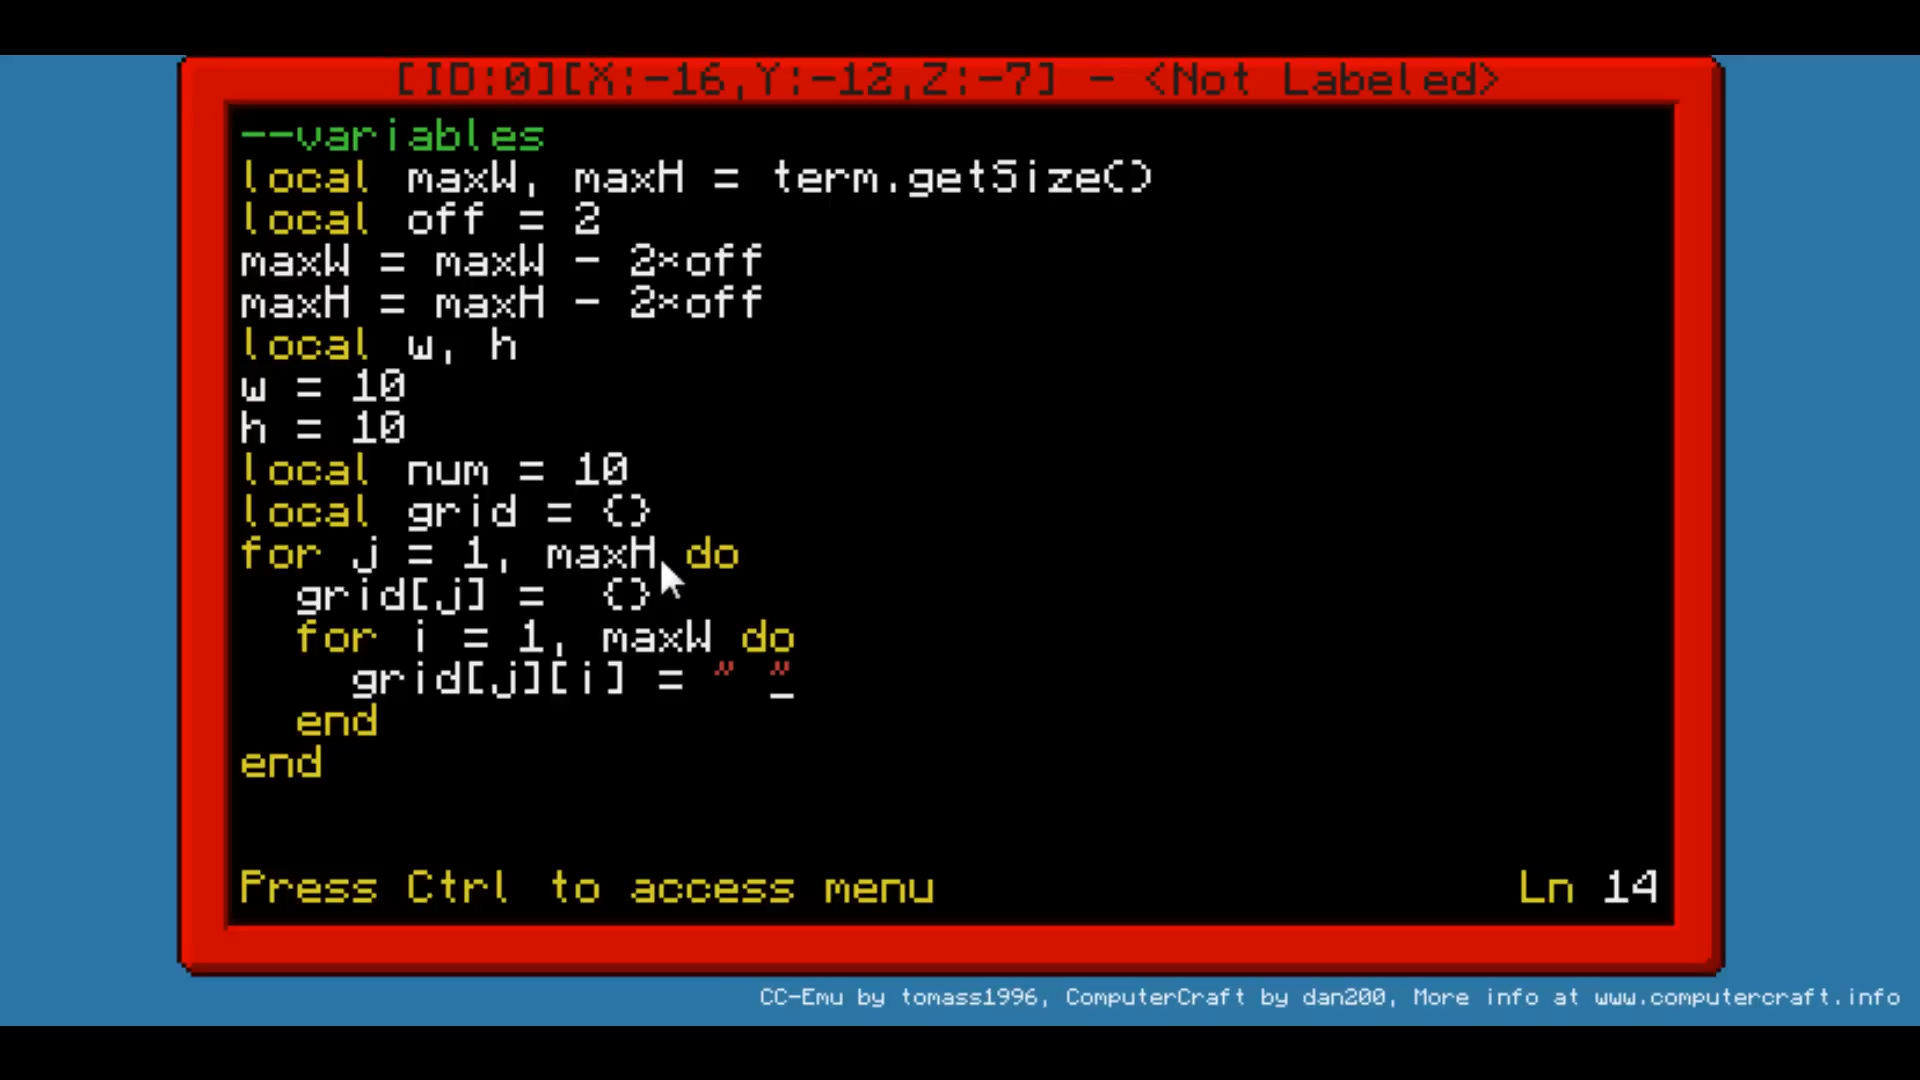 [ID:0][X:-16,Y:-12,Z:-7] - <Not Labeled>
--variables
local maxW, maxH = term.getSize()
local off = 2
maxW = maxW - 2*off
maxH = maxH - 2*off
local w, h
w = 10
h = 10
local num = 10
local grid = {}
for j = 1, maxH do
  grid[j] =  {}
  for i = 1, maxW do
    grid[j][i] = " "
  end
end
Press Ctrl to access menu Ln 14
CC-Emu by tomass1996, ComputerCraft by dan200, More info at www.computercraft.info